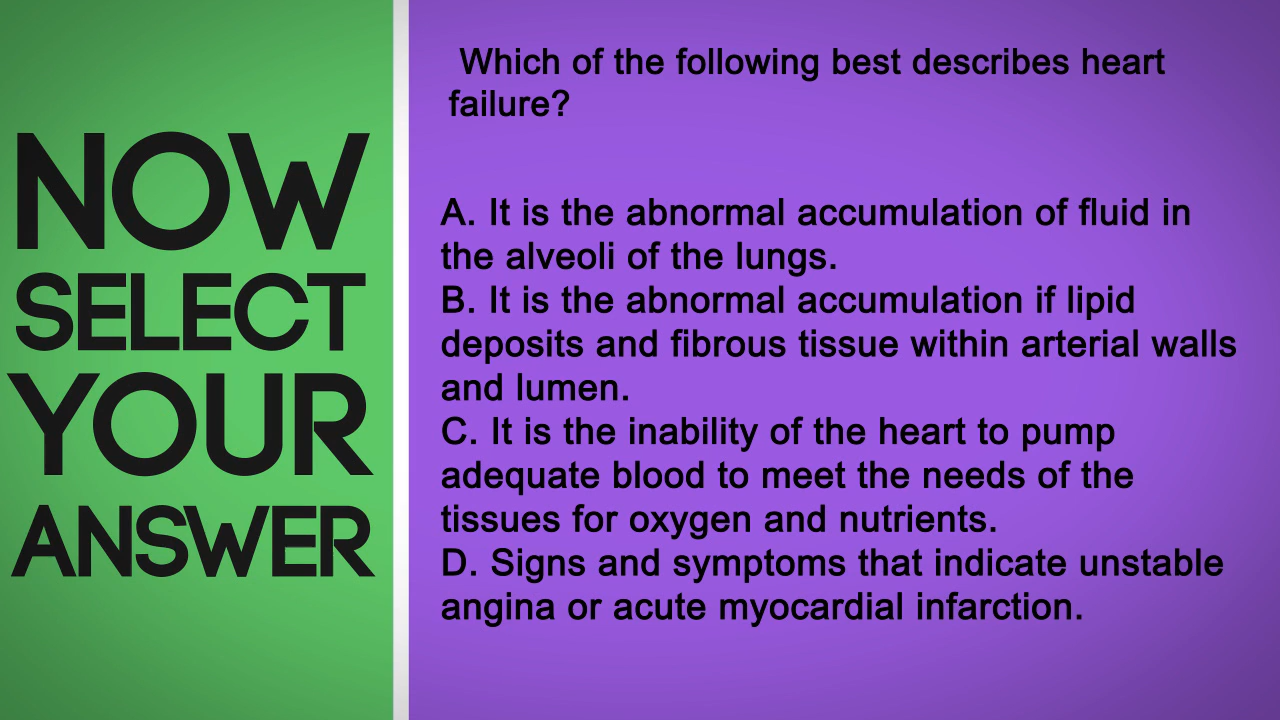 NOW
SELECT
YOUR
ANSWER
Which of the following best describes heart
failure?
A. It is the abnormal accumulation of fluid in
the alveoli of the lungs.
B. It is the abnormal accumulation if lipid
deposits and fibrous tissue within arterial walls
and lumen.
C. It is the inability of the heart to pump
adequate blood to meet the needs of the
tissues for oxygen and nutrients.
D. Signs and symptoms that indicate unstable
angina or acute myocardial infarction.